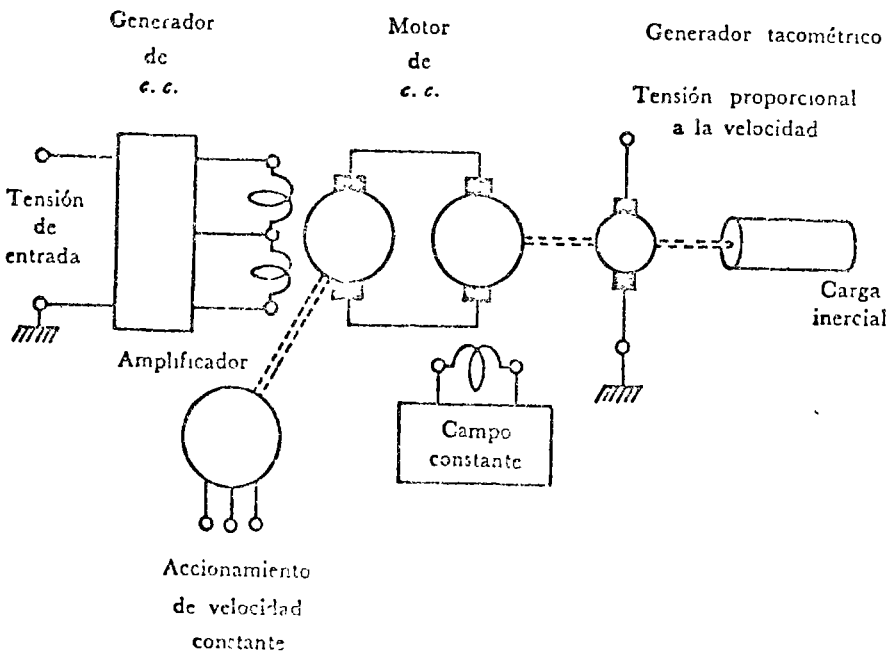 Generador
de
c. c.
Motor
de
c. c.
Generador tacométrico
Tensión proporcional
a la velocidad
Tensión
de
entrada
Amplificador
Carga
inercial
Campo
constante
Accionamiento
de velocidad
constante